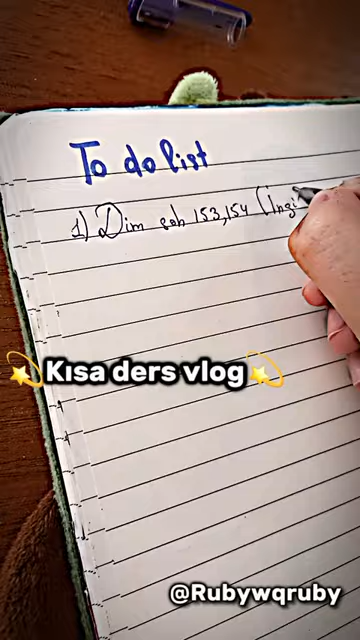 To do list
1) Dim səh 153,154 (İngi
💫Kısa ders vlog💫
@Rubywqruby